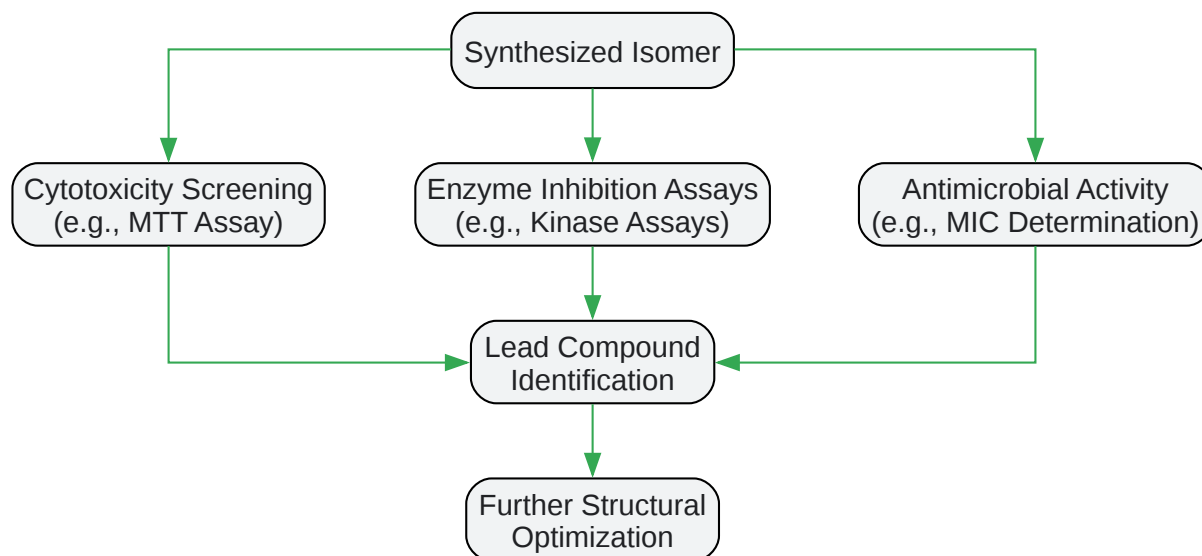 Synthesized Isomer
Cytotoxicity Screening
(e.g., MTT Assay)
Enzyme Inhibition Assays
(e.g., Kinase Assays)
Antimicrobial Activity
(e.g., MIC Determination)
Lead Compound
Identification
Further Structural
Optimization